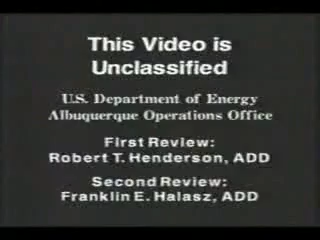 This Video is
Unclassified
U.S. Department of Energy
Albuquerque Operations Office
First Review:
Robert T. Henderson, ADD
Second Review:
Franklin E. Halasz, ADD